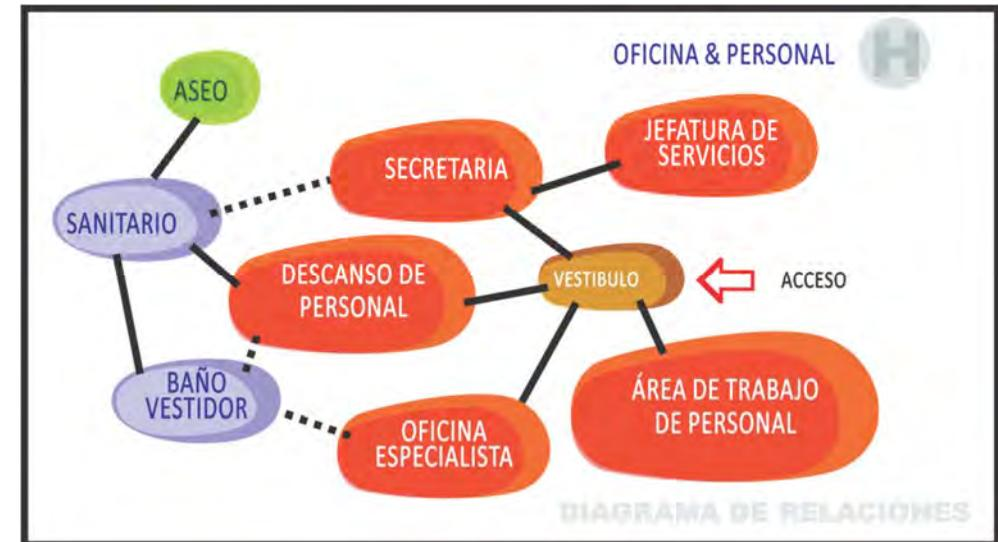 OFICINA & PERSONAL
H
ASEO
JEFATURA DE
SERVICIOS
SECRETARIA
SANITARIO
DESCANSO DE
PERSONAL
VESTIBULO
ACCESO
BAÑO
VESTIDOR
ÁREA DE TRABAJO
DE PERSONAL
OFICINA
ESPECIALISTA
DIAGRAMA DE RELACIONES